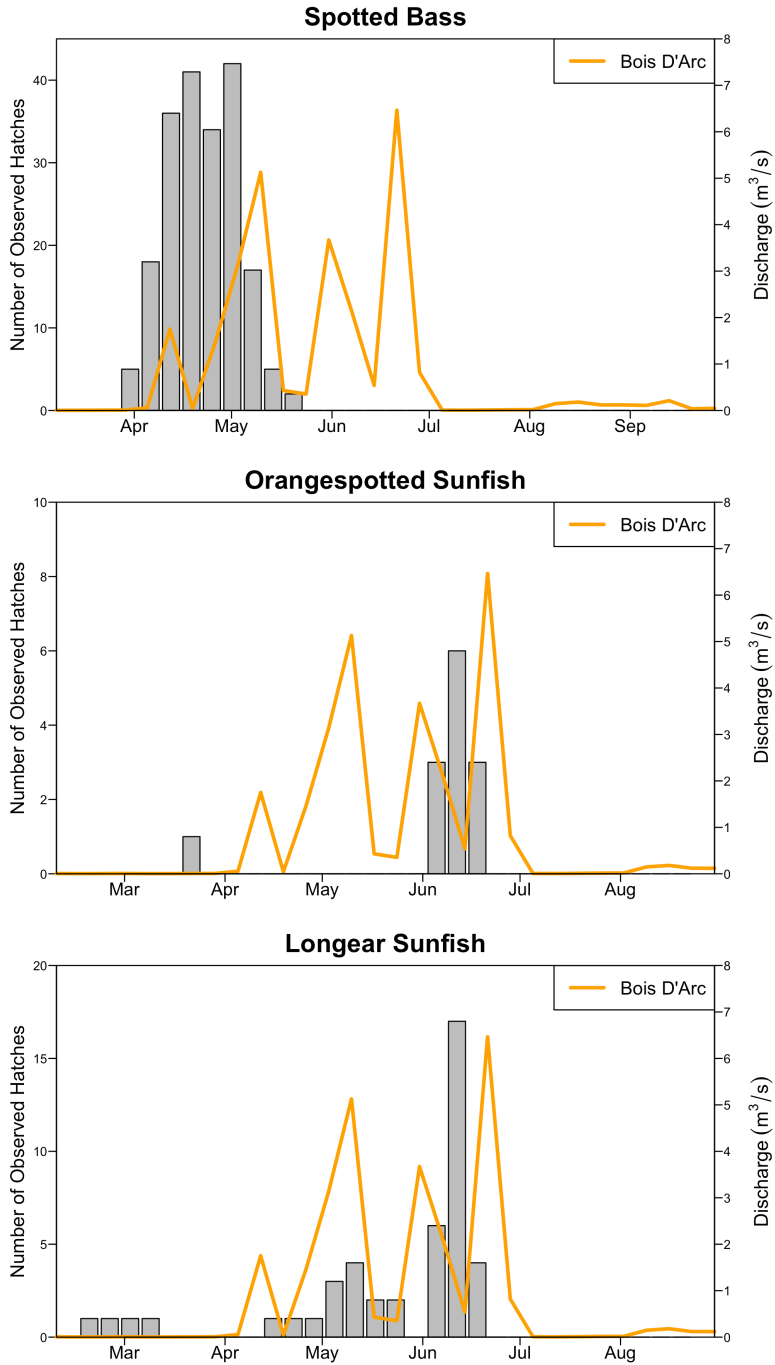 Spotted Bass
Bois D'Arc
Number of Observed Hatches
0
10
20
30
40
Apr
May
Jun
Jul
Aug
Sep
0
1
2
3
4
5
6
7
8
Discharge (m³/s)
Orangespotted Sunfish
Bois D'Arc
Number of Observed Hatches
0
2
4
6
8
10
Mar
Apr
May
Jun
Jul
Aug
0
1
2
3
4
5
6
7
8
Discharge (m³/s)
Longear Sunfish
Bois D'Arc
Number of Observed Hatches
0
5
10
15
20
Mar
Apr
May
Jun
Jul
Aug
0
1
2
3
4
5
6
7
8
Discharge (m³/s)